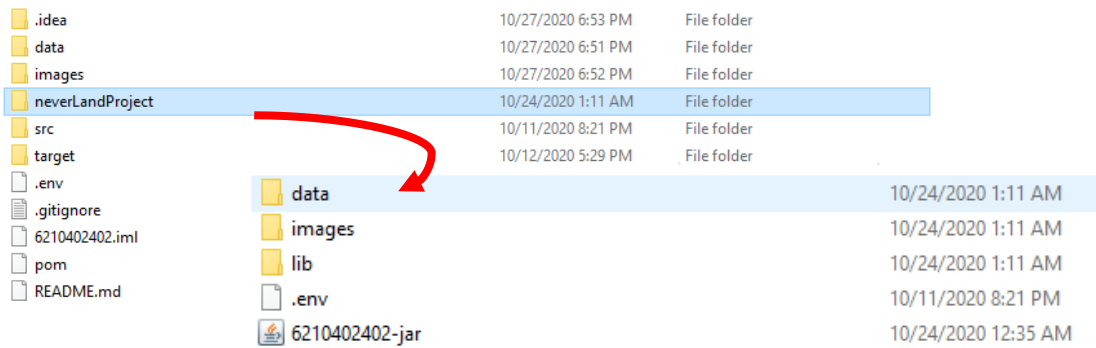 .idea 10/27/2020 6:53 PM File folder
data 10/27/2020 6:51 PM File folder
images 10/27/2020 6:52 PM File folder
neverLandProject 10/24/2020 1:11 AM File folder
src 10/11/2020 8:21 PM File folder
target 10/12/2020 5:29 PM File folder
.env
.gitignore
6210402402.iml
pom
README.md
data 10/24/2020 1:11 AM
images 10/24/2020 1:11 AM
lib 10/24/2020 1:11 AM
.env 10/11/2020 8:21 PM
6210402402-jar 10/24/2020 12:35 AM